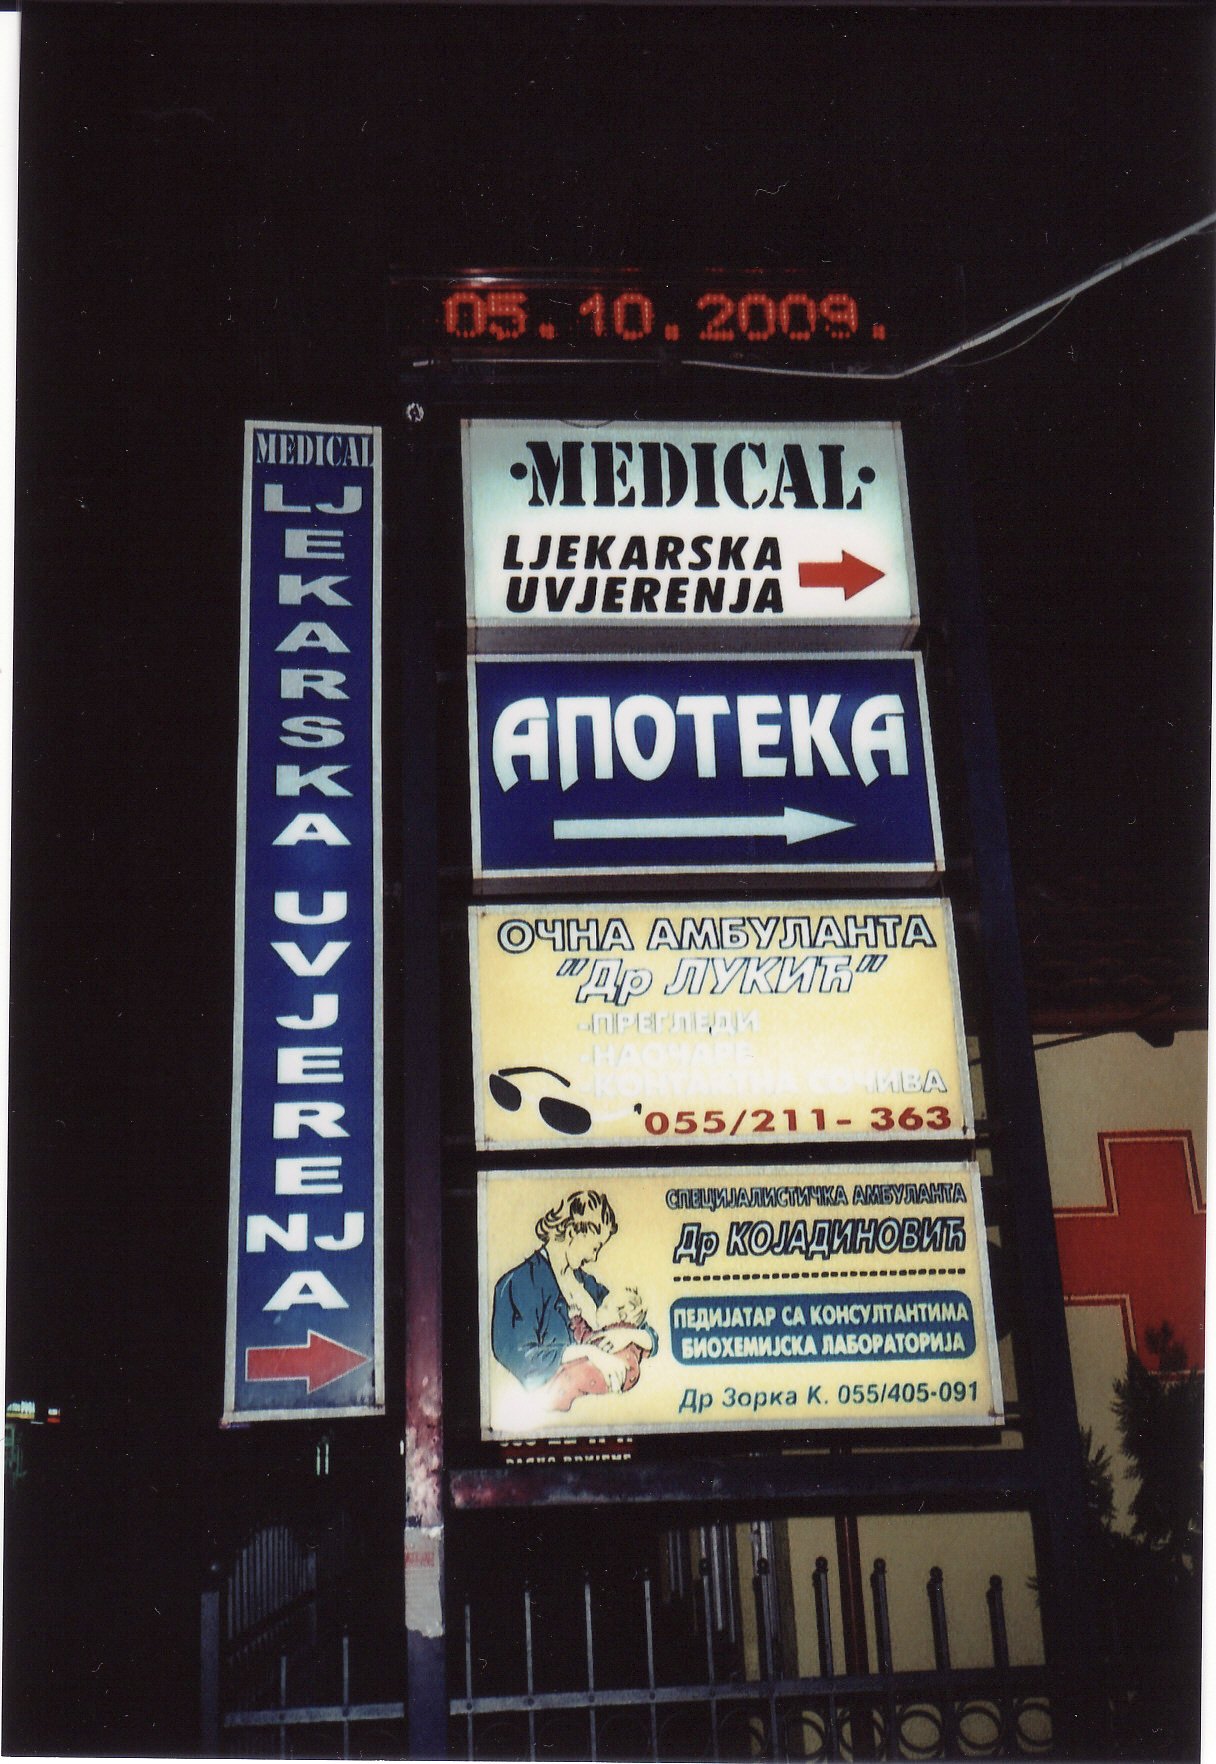 05.10.2009.
MEDICAL
LJEKARSKA UVJERENJA
•MEDICAL•
LJEKARSKA
UVJERENJA
АПОТЕКА
ОЧНА АМБУЛАНТА
"Др ЛУКИЋ"
-ПРЕГЛЕДИ
-НАОЧАРЕ
-КОНТАКТНА СОЧИВА
055/211- 363
СПЕЦИЈАЛИСТИЧКА АМБУЛАНТА
Др КОЈАДИНОВИЋ
ПЕДИЈАТАР СА КОНСУЛТАНТИМА
БИОХЕМИЈСКА ЛАБОРАТОРИЈА
Др Зорка К. 055/405-091